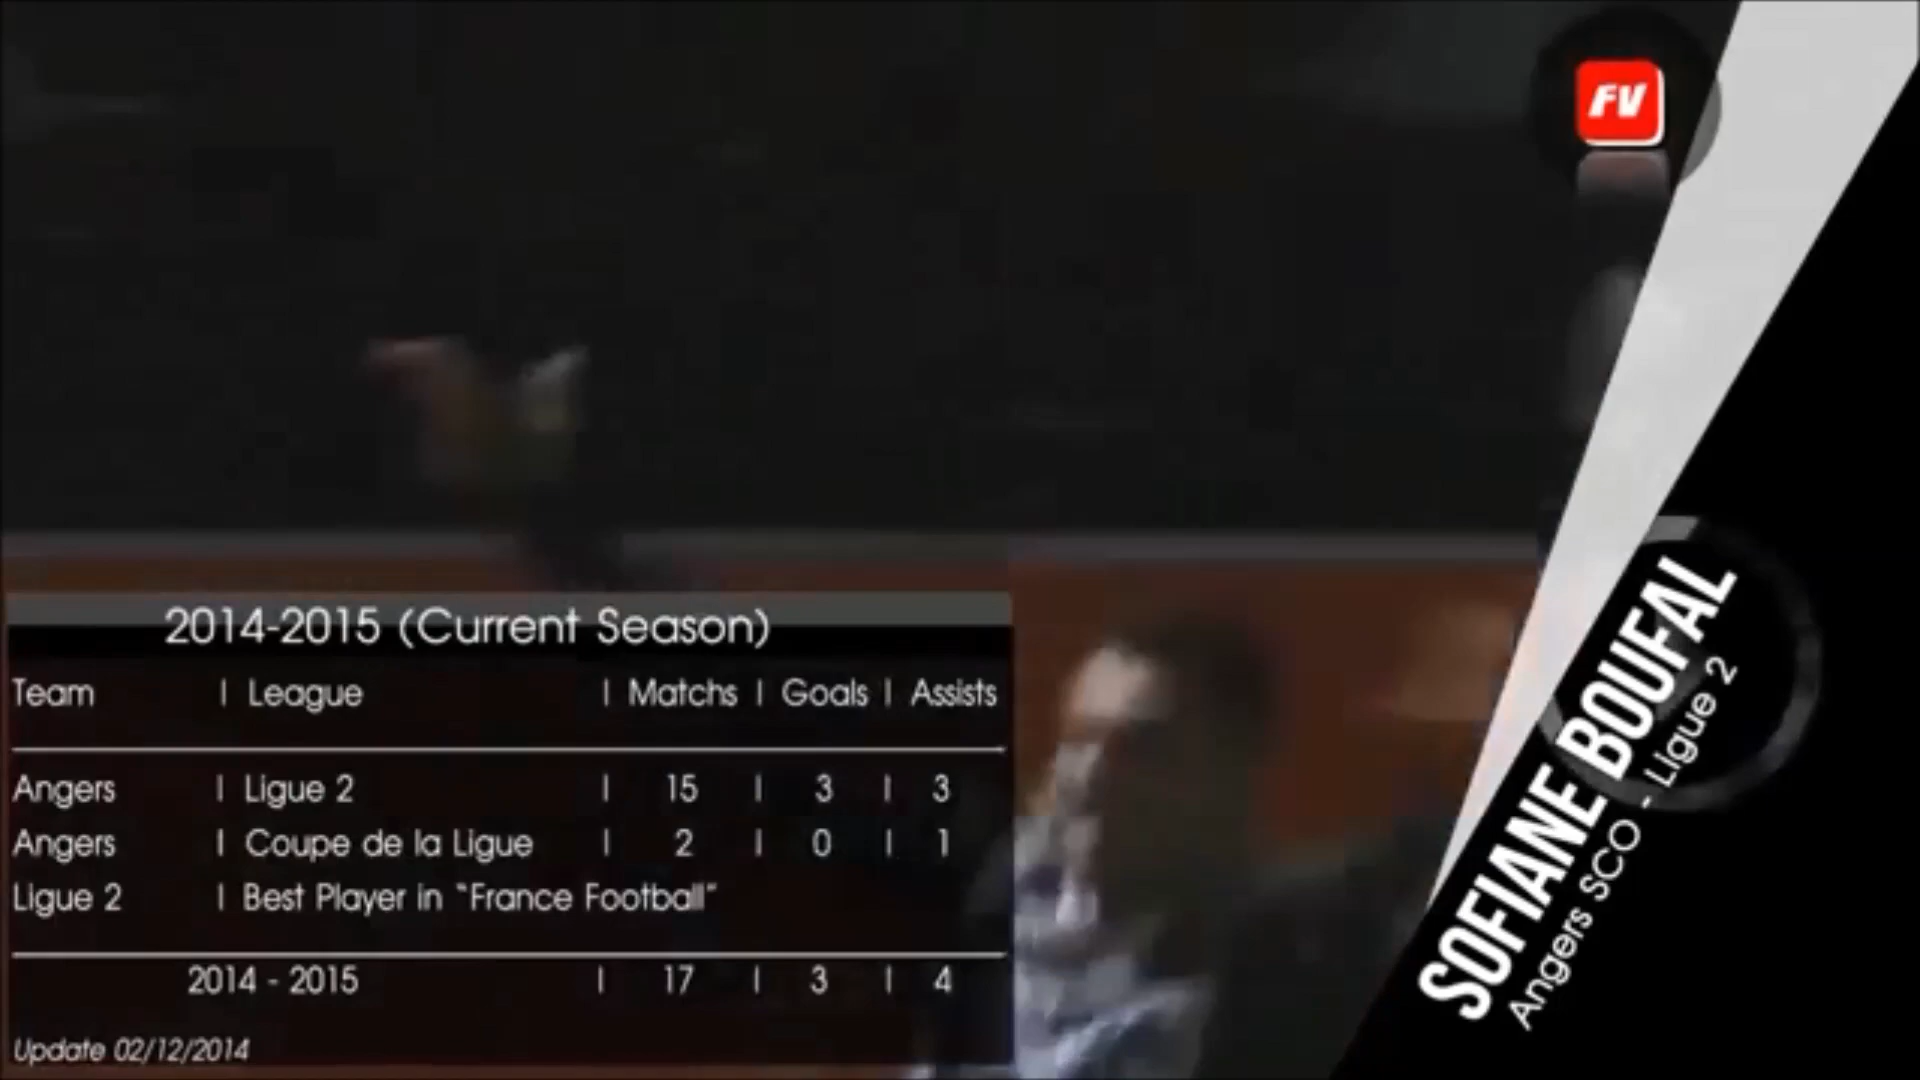 FV
2014-2015 (Current Season)
Team | League | Matchs | Goals | Assists
Angers | Ligue 2 | 15 | 3 | 3
Angers | Coupe de la Ligue | 2 | 0 | 1
Ligue 2 | Best Player in "France Football"
2014 - 2015 | 17 | 3 | 4
Update 02/12/2014
SOFIANE BOUFAL
Angers SCO - Ligue 2